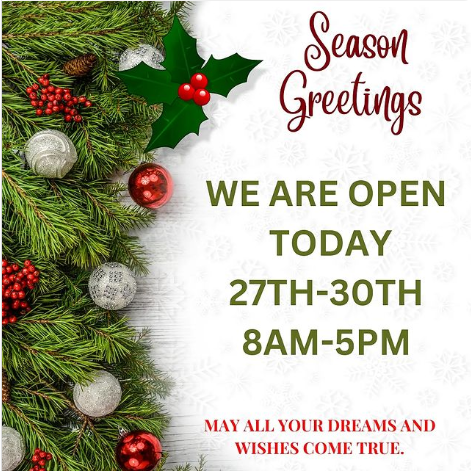 Season
Greetings
WE ARE OPEN
TODAY
27TH-30TH
8AM-5PM
MAY ALL YOUR DREAMS AND
WISHES COME TRUE.